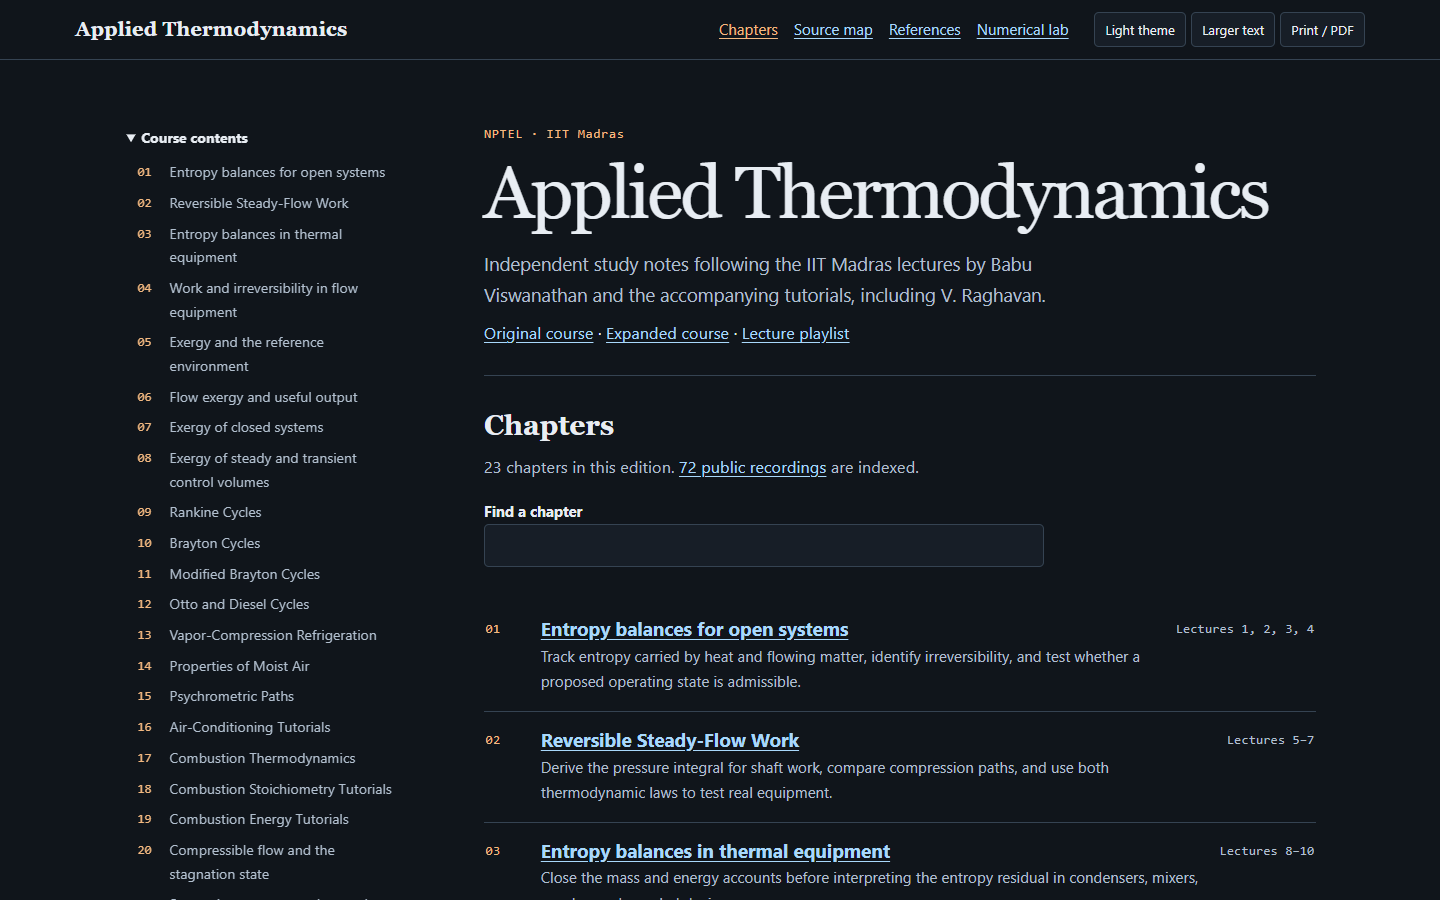 Applied Thermodynamics
Chapters Source map References Numerical lab Light theme Larger text Print / PDF
▼ Course contents
01 Entropy balances for open systems
02 Reversible Steady-Flow Work
03 Entropy balances in thermal
equipment
04 Work and irreversibility in flow
equipment
05 Exergy and the reference
environment
06 Flow exergy and useful output
07 Exergy of closed systems
08 Exergy of steady and transient
control volumes
09 Rankine Cycles
10 Brayton Cycles
11 Modified Brayton Cycles
12 Otto and Diesel Cycles
13 Vapor-Compression Refrigeration
14 Properties of Moist Air
15 Psychrometric Paths
16 Air-Conditioning Tutorials
17 Combustion Thermodynamics
18 Combustion Stoichiometry Tutorials
19 Combustion Energy Tutorials
20 Compressible flow and the
stagnation state
NPTEL · IIT Madras
Applied Thermodynamics
Independent study notes following the IIT Madras lectures by Babu
Viswanathan and the accompanying tutorials, including V. Raghavan.
Original course · Expanded course · Lecture playlist
Chapters
23 chapters in this edition. 72 public recordings are indexed.
Find a chapter
01 Entropy balances for open systems Lectures 1, 2, 3, 4
Track entropy carried by heat and flowing matter, identify irreversibility, and test whether a
proposed operating state is admissible.
02 Reversible Steady-Flow Work Lectures 5–7
Derive the pressure integral for shaft work, compare compression paths, and use both
thermodynamic laws to test real equipment.
03 Entropy balances in thermal equipment Lectures 8–10
Close the mass and energy accounts before interpreting the entropy residual in condensers, mixers,